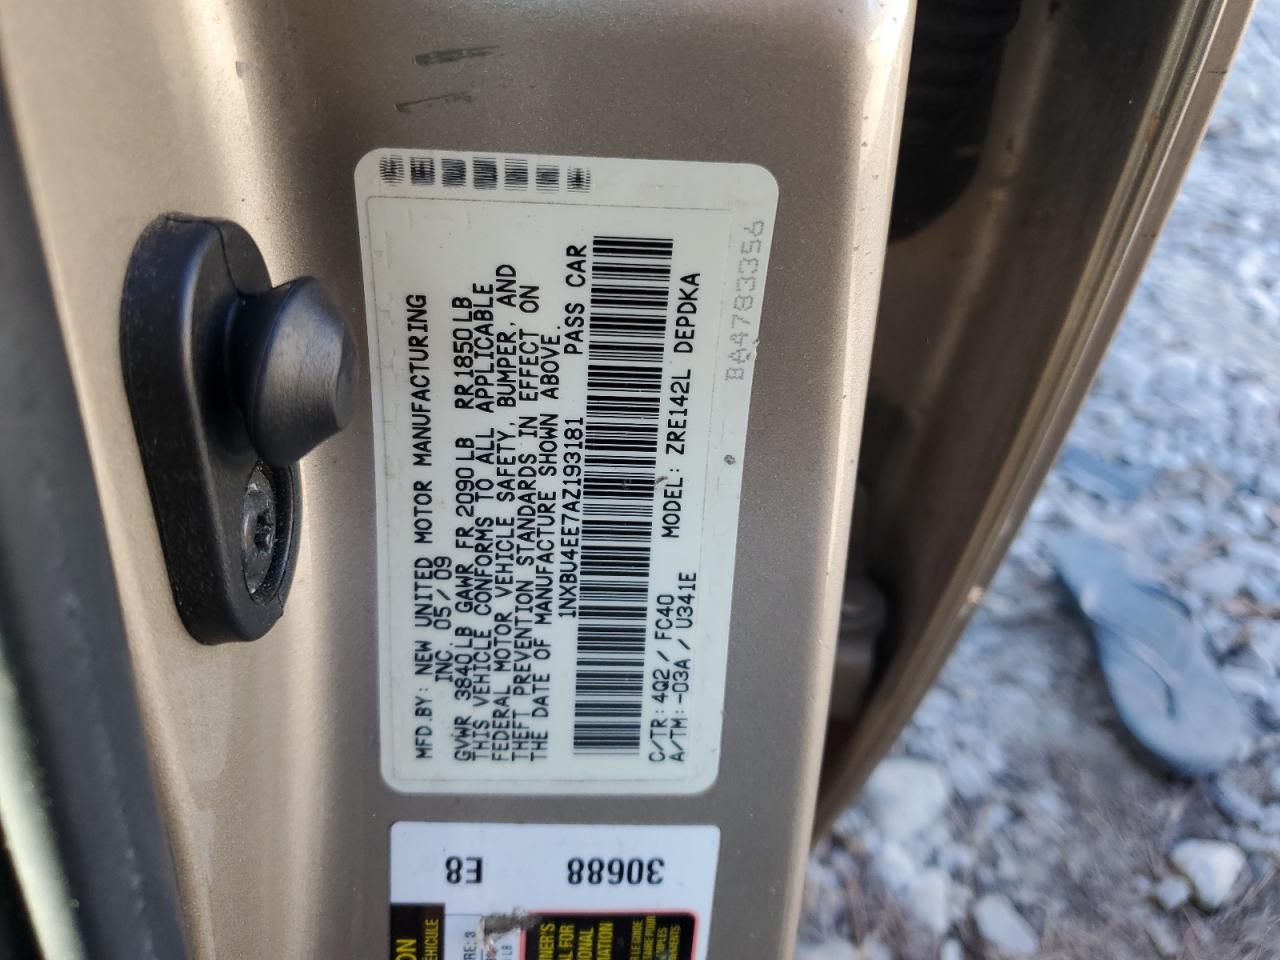 MFD.BY: NEW UNITED MOTOR MANUFACTURING
INC. 05/09
GVWR 3840LB GAWR FR 2090LB RR1850LB
THIS VEHICLE CONFORMS TO ALL APPLICABLE
FEDERAL MOTOR VEHICLE SAFETY, BUMPER, AND
THEFT PREVENTION STANDARDS IN EFFECT ON
THE DATE OF MANUFACTURE SHOWN ABOVE.
1NXBU4EE7AZ193181 PASS CAR
C/TR: 4Q2/FC40 MODEL: ZRE142L DEPDKA
A/TM: -03A/U341E
BA4783356
30688
E8